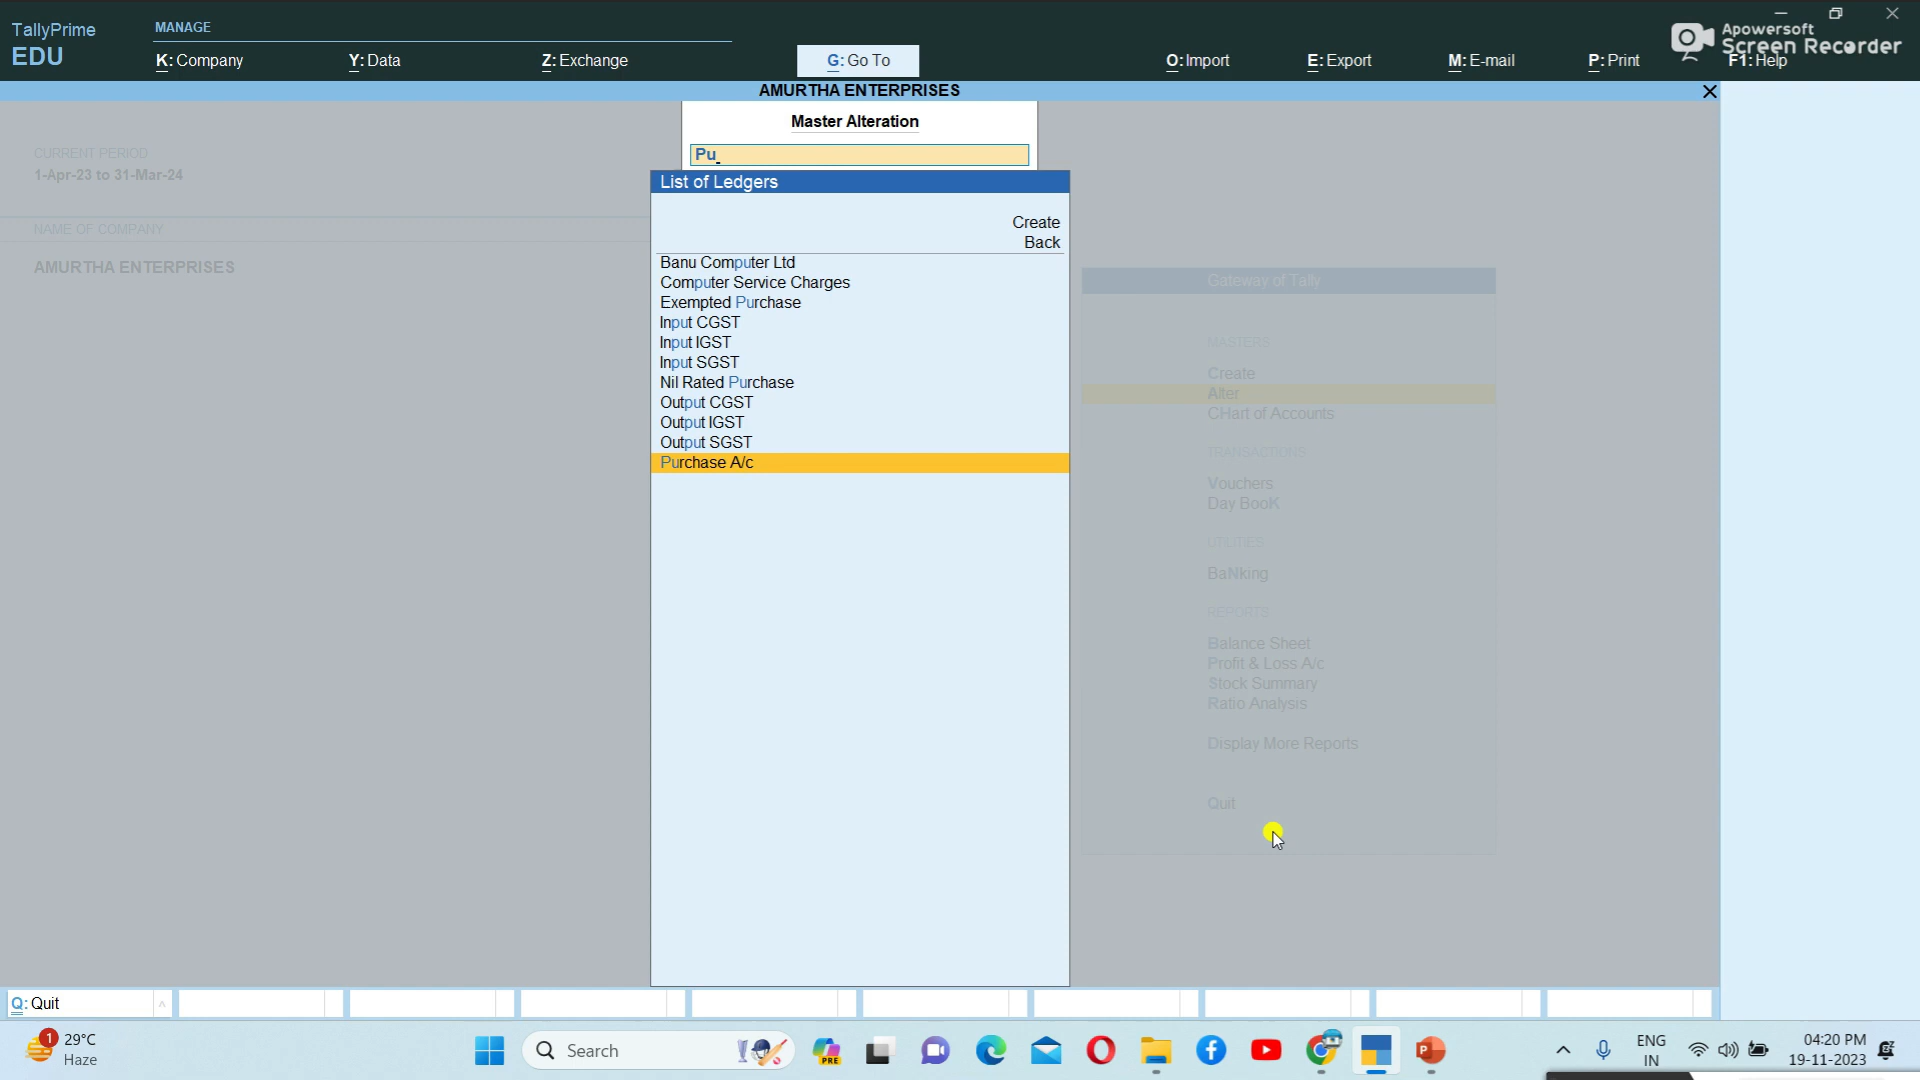 TallyPrime
EDU
MANAGE
K: Company
Y: Data
Z: Exchange
G: Go To
O: Import
E: Export
M: E-mail
P: Print
F1: Help
Apowersoft
Screen Recorder
AMURTHA ENTERPRISES
Master Alteration
Pu
List of Ledgers
Create
Back
Banu Computer Ltd
Computer Service Charges
Exempted Purchase
Input CGST
Input IGST
Input SGST
Nil Rated Purchase
Output CGST
Output IGST
Output SGST
Purchase A/c
CURRENT PERIOD
1-Apr-23 to 31-Mar-24
NAME OF COMPANY
AMURTHA ENTERPRISES
Gateway of Tally
MASTERS
Create
Alter
CHart of Accounts
TRANSACTIONS
Vouchers
Day BooK
UTILITIES
BaNking
REPORTS
Balance Sheet
Profit & Loss A/c
Stock Summary
Ratio Analysis
Display More Reports
Quit
Q: Quit
1
29°C
Haze
Search
PRE
ENG
IN
04:20 PM
19-11-2023